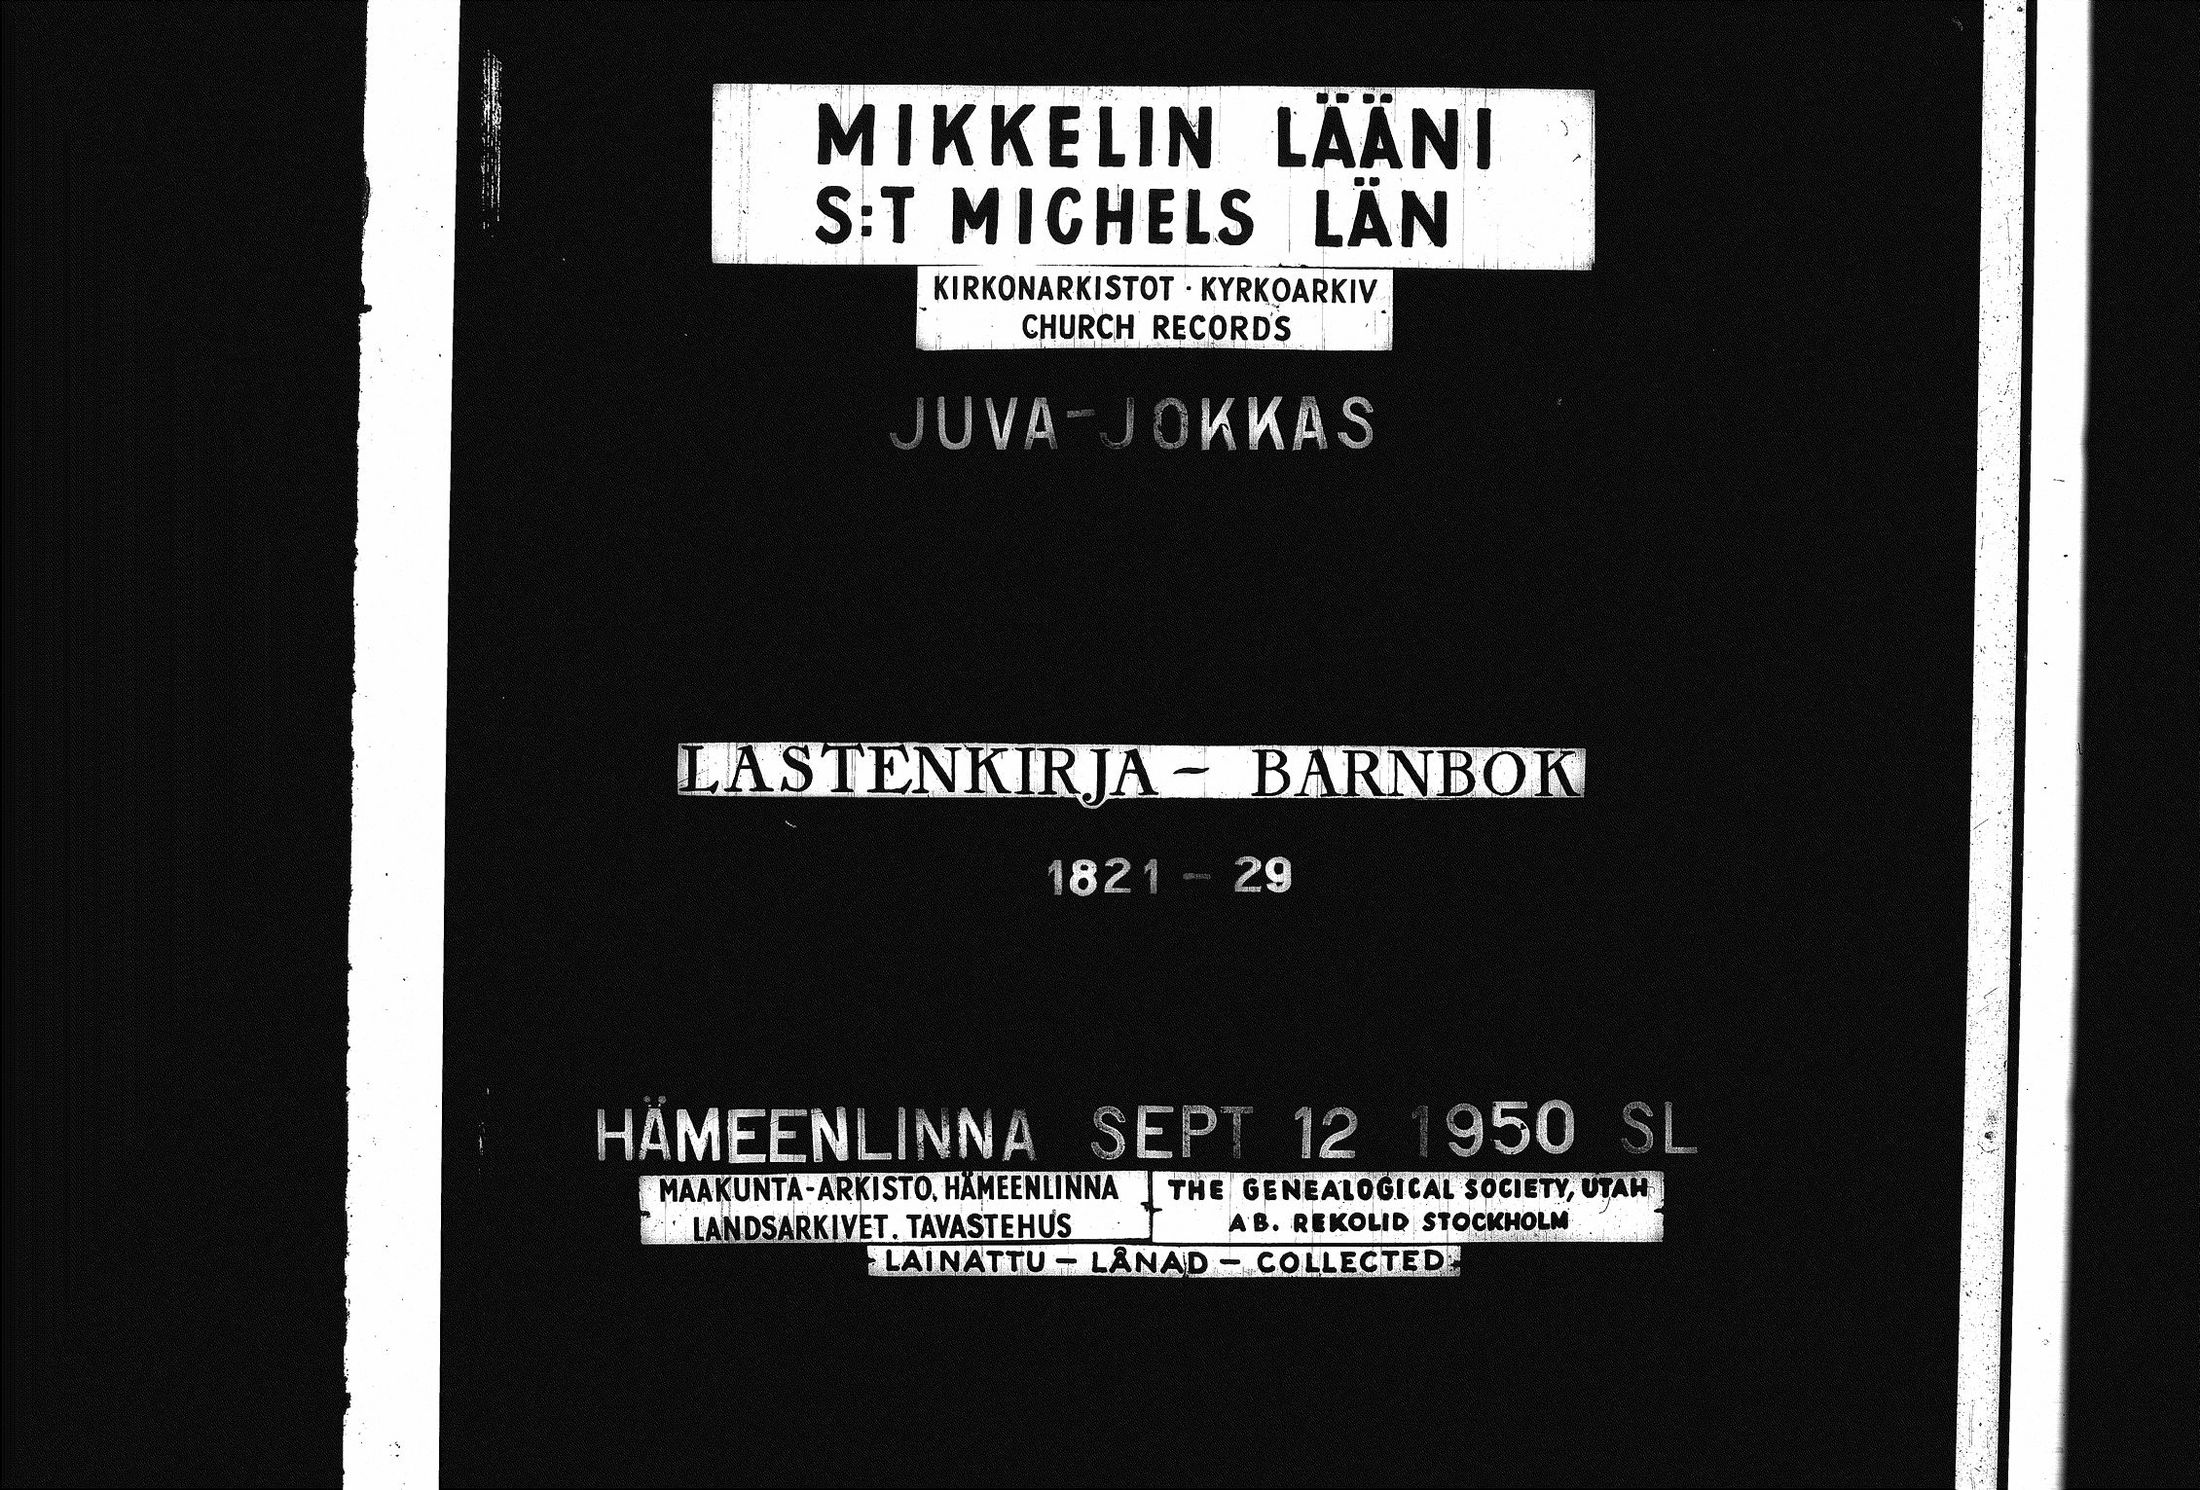 MIKKELIN LÄÄNI
S:T MICHELS LÄN
KIRKONARKISTOT · KYRKOARKIV
CHURCH RECORDS
JUVA-JOKKAS
LASTENKIRJA - BARNBOK
1821 - 29
HÄMEENLINNA SEPT 12 1950 SL
MAAKUNTA-ARKISTO, HÄMEENLINNA
LANDSARKIVET. TAVASTEHUS
THE GENEALOGICAL SOCIETY, UTAH
AB. REKOLID STOCKHOLM
LAINATTU - LÅNAD - COLLECTED